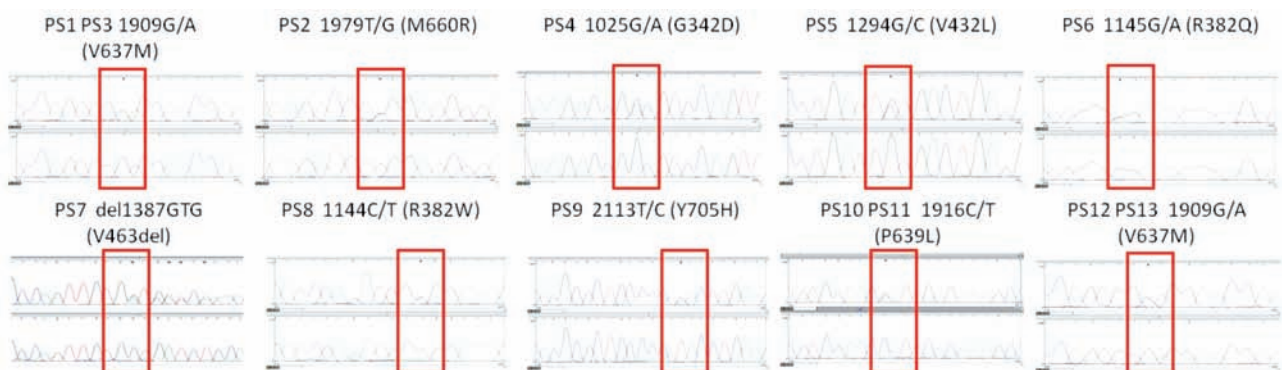 PS1 PS3 1909G/A
(V637M)
PS2 1979T/G (M660R)
PS4 1025G/A (G342D)
PS5 1294G/C (V432L)
PS6 1145G/A (R382Q)
PS7 del1387GTG
(V463del)
PS8 1144C/T (R382W)
PS9 2113T/C (Y705H)
PS10 PS11 1916C/T
(P639L)
PS12 PS13 1909G/A
(V637M)